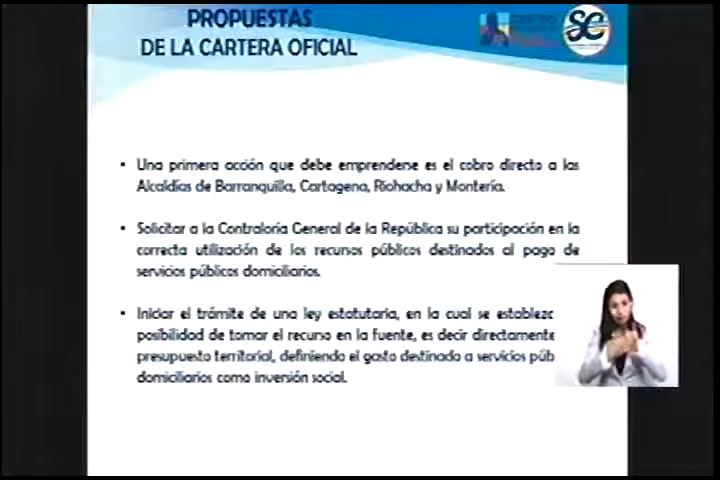 PROPUESTAS
DE LA CARTERA OFICIAL
• Una primera acción que debe emprenderse es el cobro directo a las
Alcaldías de Barranquilla, Cartagena, Riohacha y Montería.
• Solicitar a la Contraloría General de la República su participación en la
correcta utilización de los recursos públicos destinados al pago de
servicios públicos domiciliarios.
• Iniciar el trámite de una ley estatutaria, en la cual se establezc
posibilidad de tomar el recurso en la fuente, es decir directamente
presupuesto territorial, definiendo el gasto destinado a servicios púb
domiciliarios como inversión social.